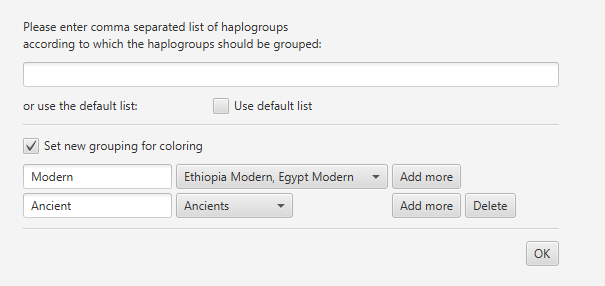 Please enter comma separated list of haplogroups
according to which the haplogroups should be grouped:
or use the default list: Use default list
Set new grouping for coloring
Modern Ethiopia Modern, Egypt Modern Add more
Ancient Ancients Add more Delete
OK